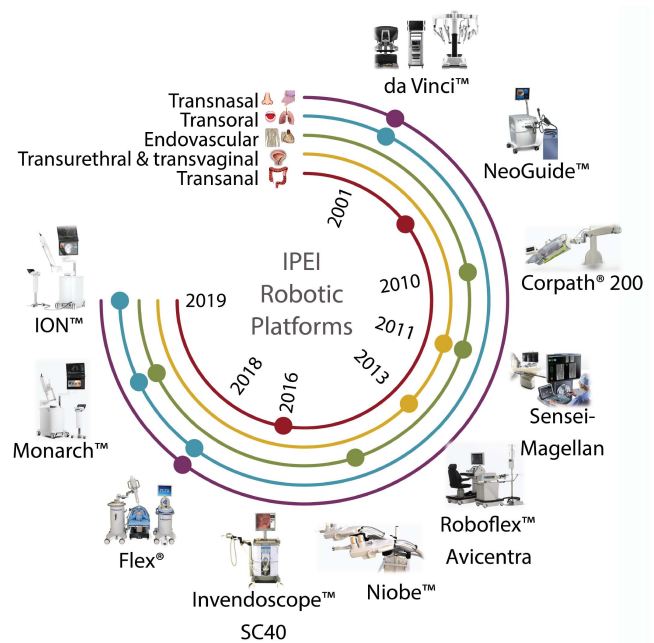 da Vinci™
Transnasal
Transoral
Endovascular
Transurethral & transvaginal
Transanal
NeoGuide™
2001
IPEI
Robotic
Platforms
2010
Corpath® 200
2019
ION™
2011
2013
2018
2016
Sensei-
Magellan
Monarch™
Roboflex™
Avicentra
Flex®
Niobe™
Invendoscope™
SC40